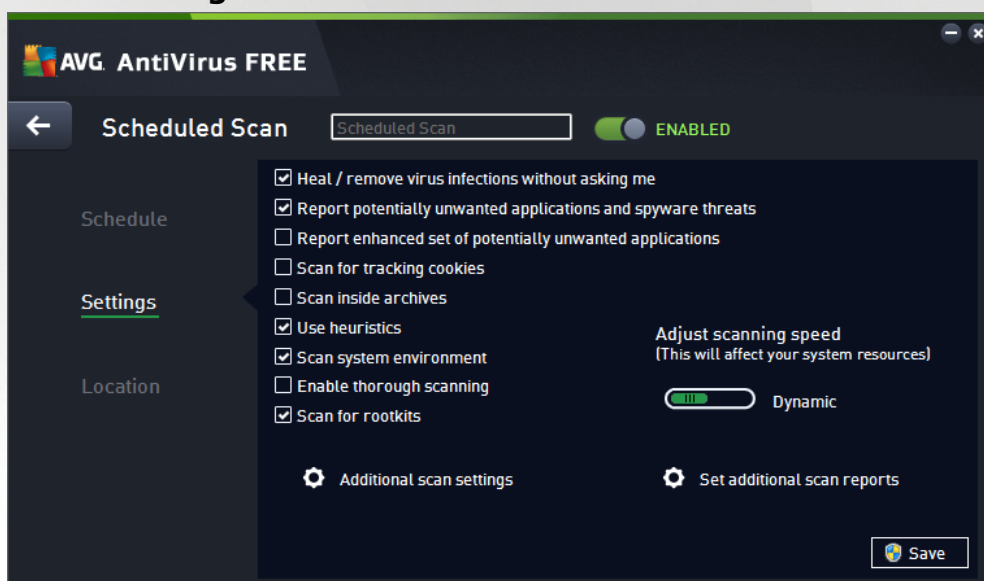 AVG. AntiVirus FREE
Scheduled Scan
Scheduled Scan
ENABLED
Schedule
Settings
Location
Heal / remove virus infections without asking me
Report potentially unwanted applications and spyware threats
Report enhanced set of potentially unwanted applications
Scan for tracking cookies
Scan inside archives
Use heuristics
Scan system environment
Enable thorough scanning
Scan for rootkits
Adjust scanning speed
(This will affect your system resources)
Dynamic
Additional scan settings
Set additional scan reports
Save